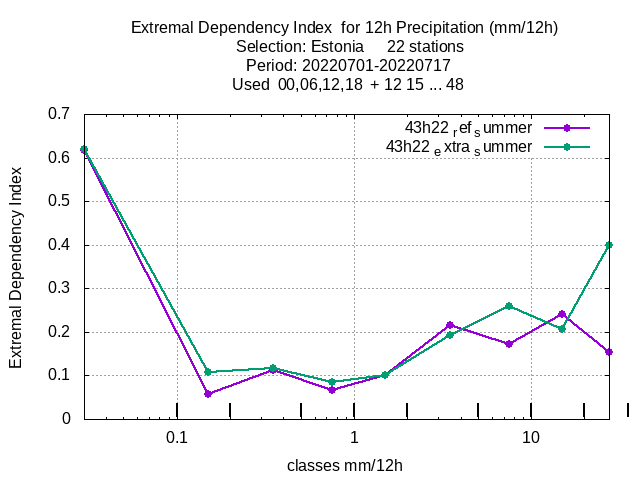 Extremal Dependency Index for 12h Precipitation (mm/12h)
Selection: Estonia 22 stations
Period: 20220701-20220717
Used 00,06,12,18 + 12 15 ... 48
0.7
0.6
0.5
0.4
0.3
0.2
0.1
0
Extremal Dependency Index
43h22 ref summer
43h22 extra summer
0.1 1 10
classes mm/12h